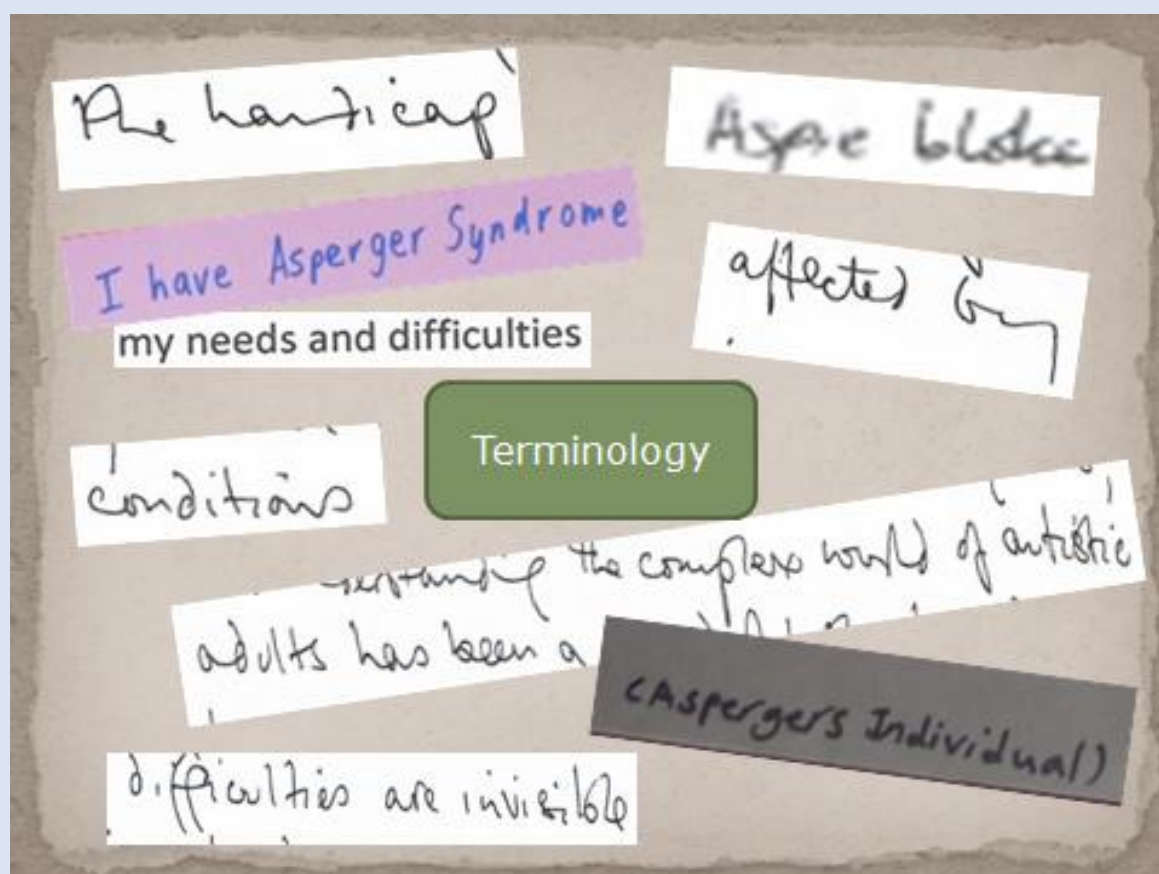 The handicap
Aspie bloke
I have Asperger Syndrome
affected by
my needs and difficulties
conditions
Terminology
the complex world of autistic
adults has been a
(Aspergers Individual)
difficulties are invisible